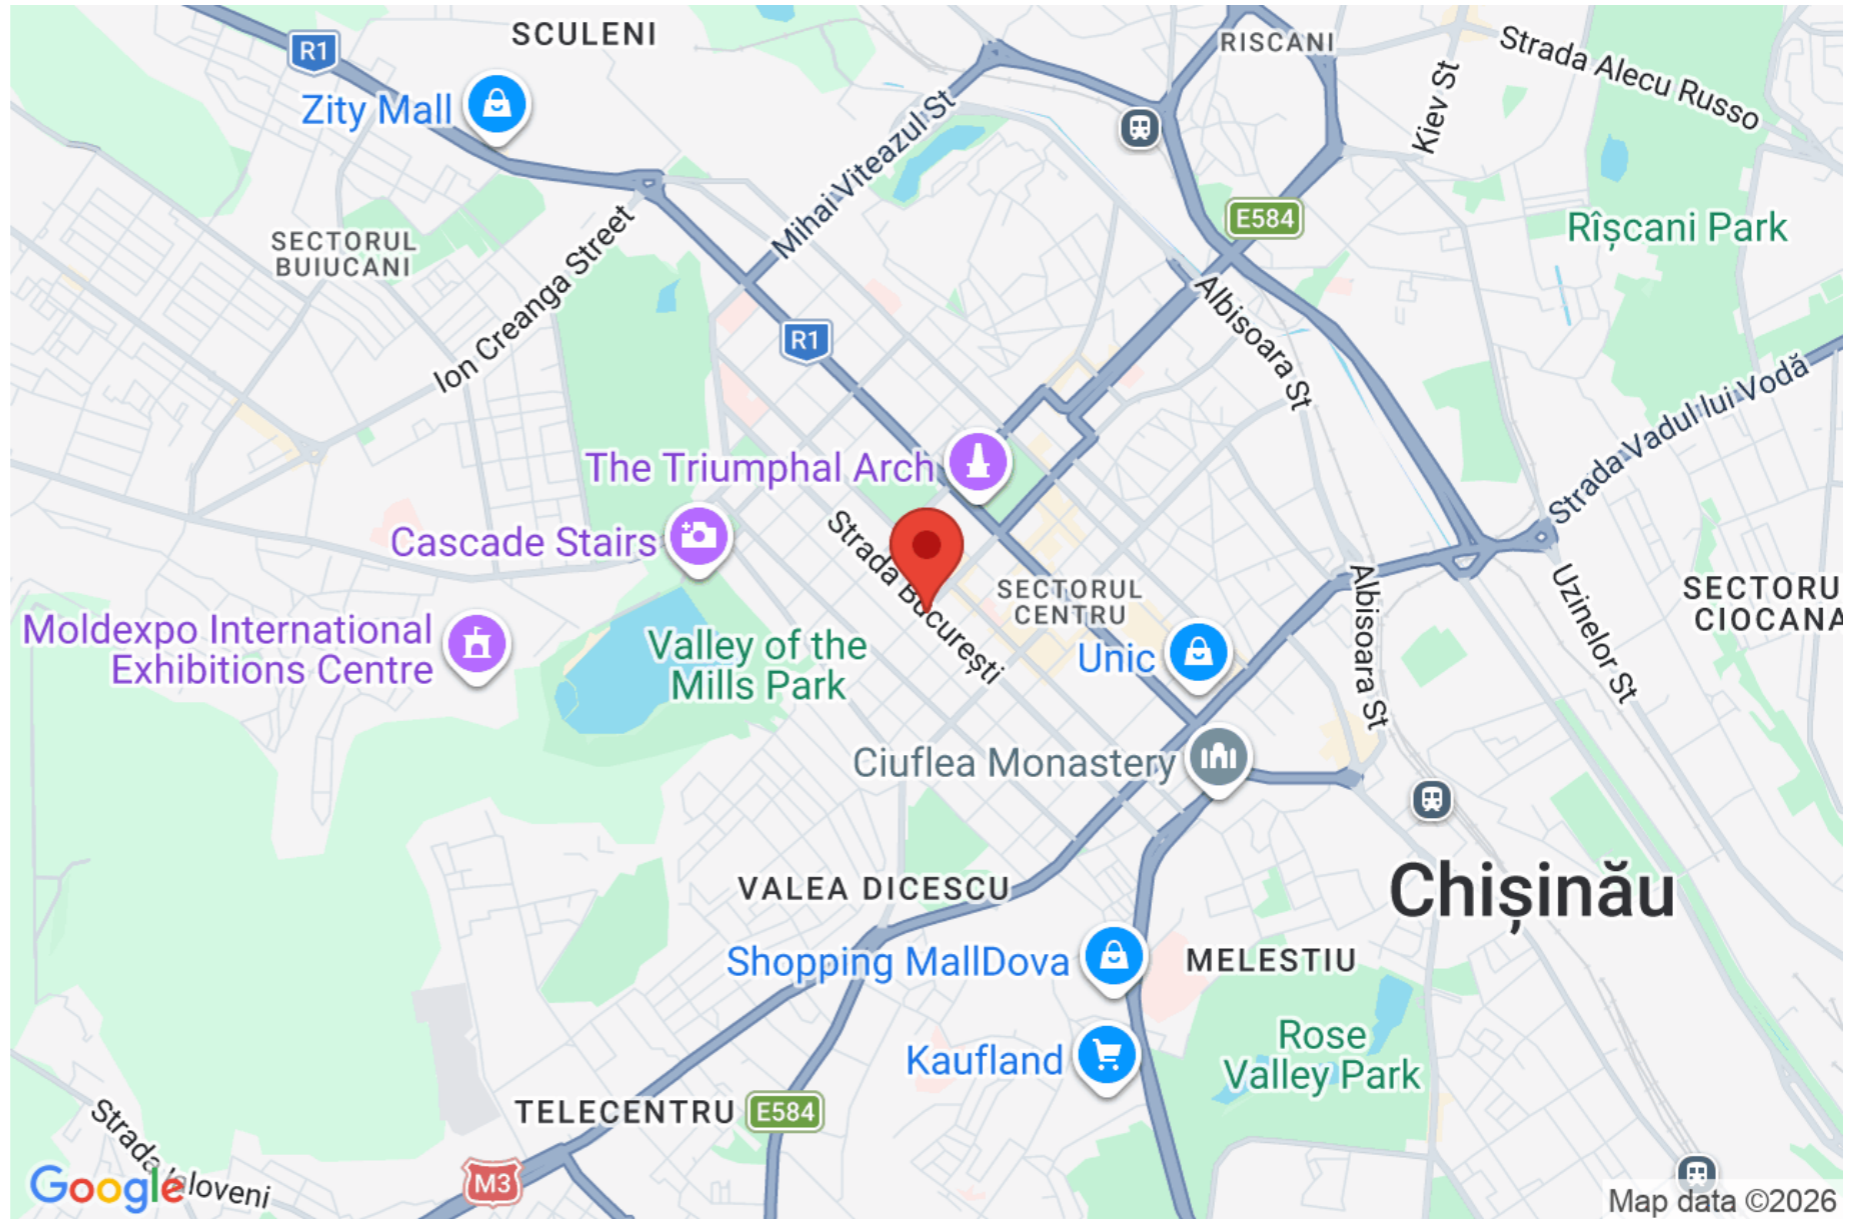 SCULENI
R1
RISCANI
Strada Alecu Russo
Kiev St
Zity Mall
Mihai Viteazul St
E584
Rîșcani Park
SECTORUL
BUIUCANI
Ion Creanga Street
R1
Albisoara St
Strada Vadul lui Vodă
The Triumphal Arch
Cascade Stairs
Strada București
SECTORUL
CENTRU
Albisoara St
Uzinelor St
SECTORU
CIOCANA
Moldexpo International
Exhibitions Centre
Valley of the
Mills Park
Unic
Ciuflea Monastery
Chișinău
VALEA DICESCU
Shopping MallDova
MELESTIU
Kaufland
Rose
Valley Park
TELECENTRU
E584
M3
Strada Ialoveni
Google
Map data ©2026